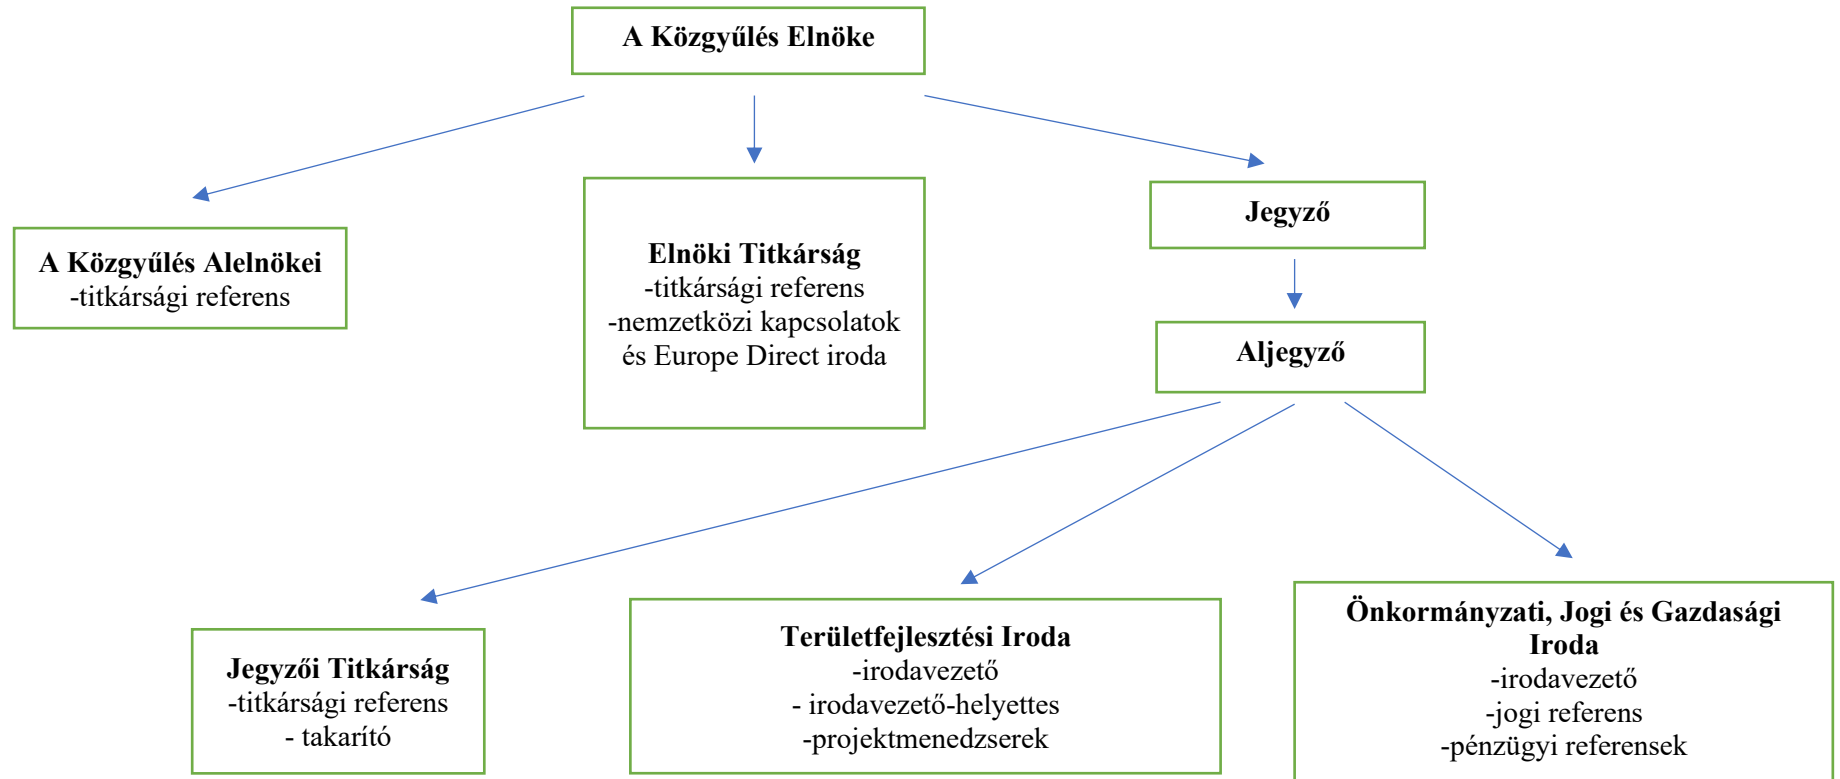 A Közgyűlés Elnöke
A Közgyűlés Alelnökei
-titkársági referens
Elnöki Titkárság
-titkársági referens
-nemzetközi kapcsolatok
és Europe Direct iroda
Jegyző
Aljegyző
Jegyzői Titkárság
-titkársági referens
- takarító
Területfejlesztési Iroda
-irodavezető
- irodavezető-helyettes
-projektmenedzserek
Önkormányzati, Jogi és Gazdasági
Iroda
-irodavezető
-jogi referens
-pénzügyi referensek